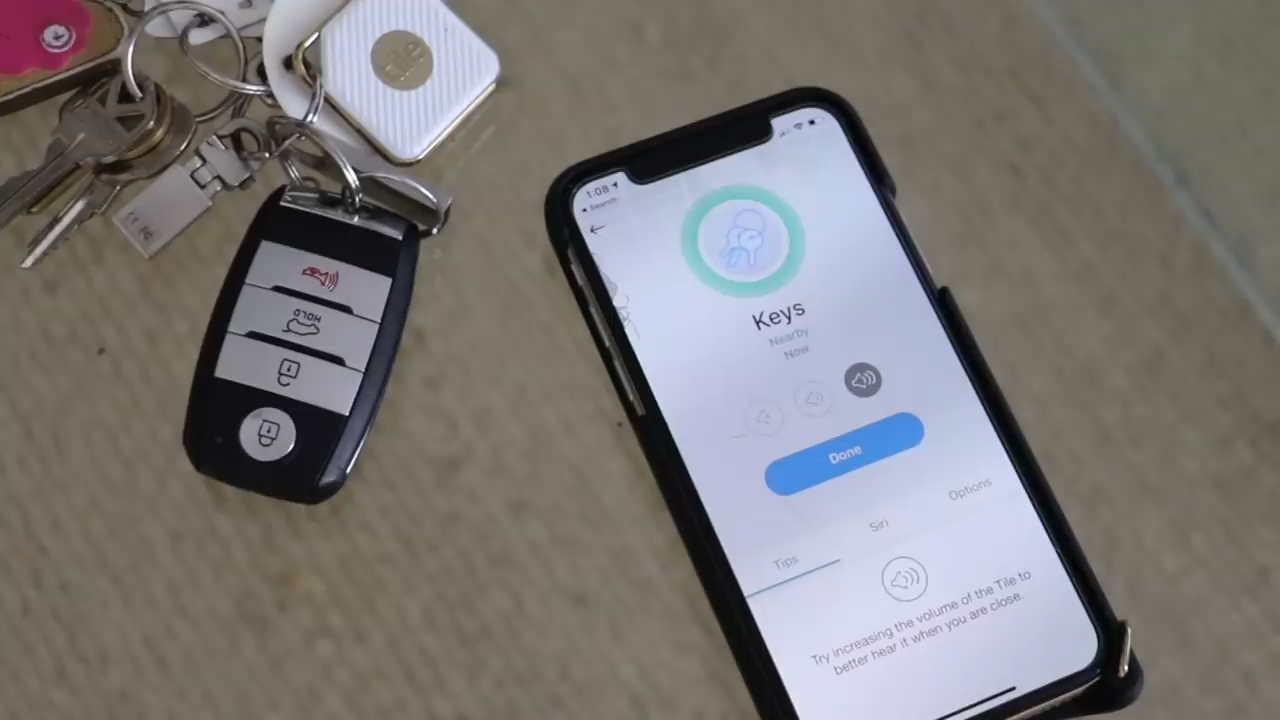 tile
HOLD
1:08
Search
Keys
Nearby
Now
Done
Tips
Siri
Options
Try increasing the volume of the Tile to
better hear it when you are close.